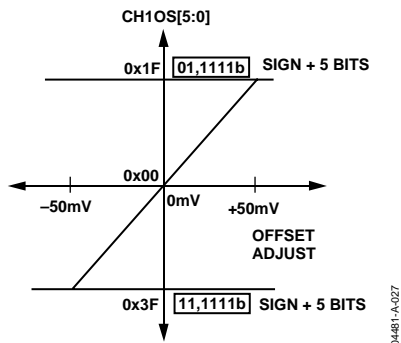 CH1OS[5:0]
0x1F 01,1111b SIGN + 5 BITS
0x00
–50mV 0mV +50mV
OFFSET
ADJUST
0x3F 11,1111b SIGN + 5 BITS
04481-A-027